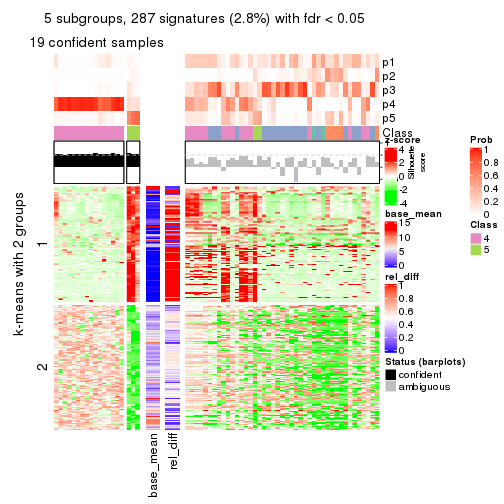 5 subgroups, 287 signatures (2.8%) with fdr < 0.05
19 confident samples
p1
p2
p3
p4
p5
Class
z-score
4
2
0
-2
-4
Silhouette
score
base_mean
15
10
5
0
rel_diff
1
0.8
0.6
0.4
0.2
0
Status (barplots)
confident
ambiguous
Prob
1
0.8
0.6
0.4
0.2
0
Class
4
5
k-means with 2 groups
1
2
base_mean
rel_diff